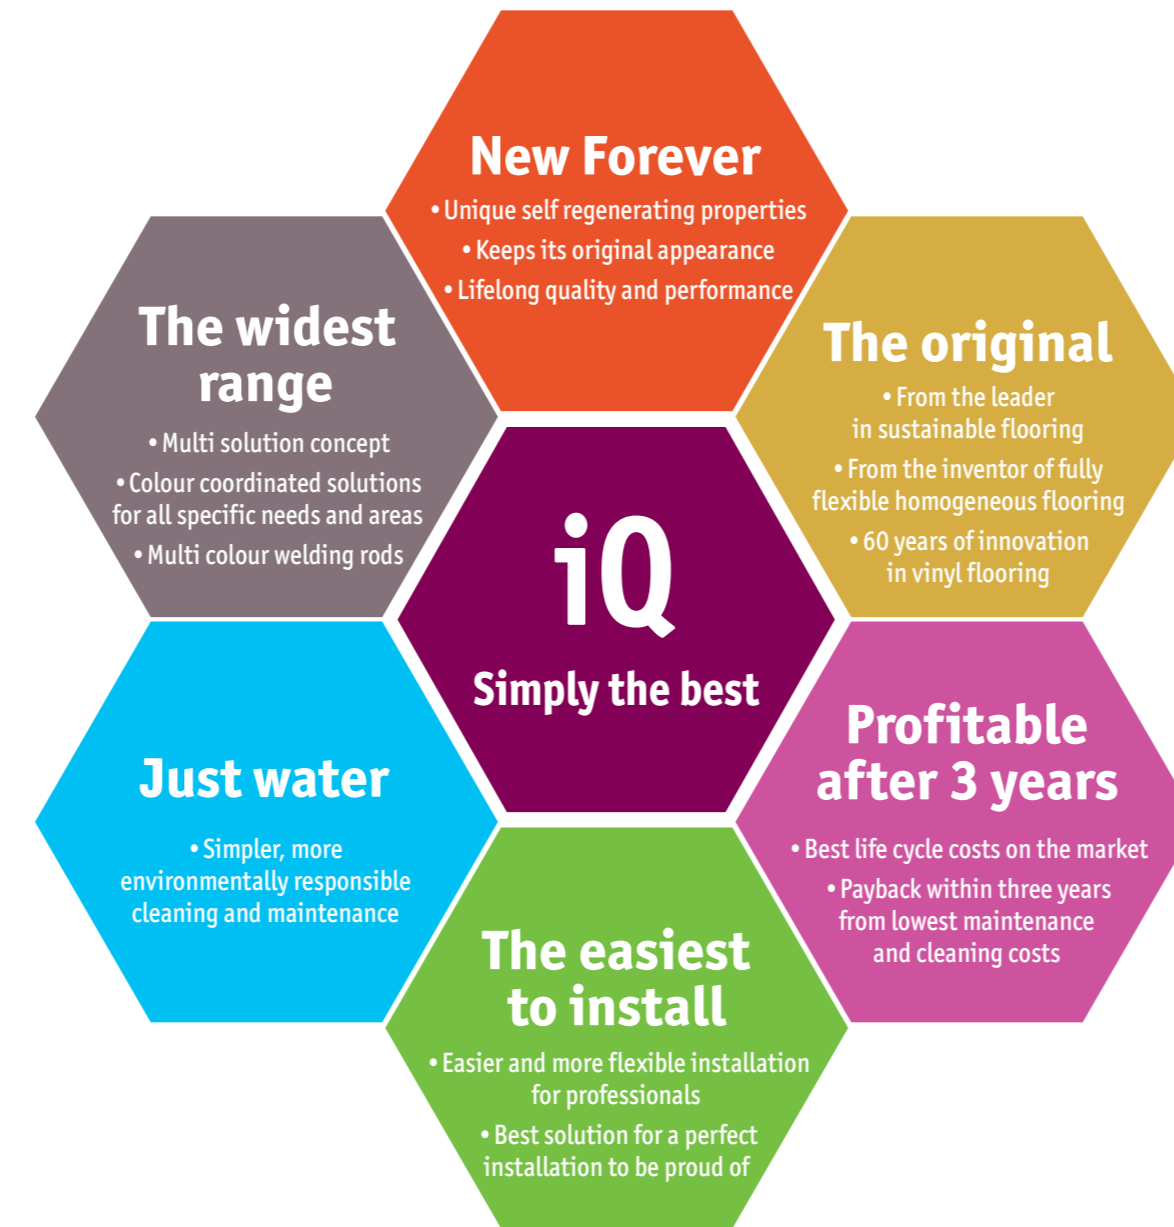 New Forever
• Unique self regenerating properties
• Keeps its original appearance
• Lifelong quality and performance
The widest
range
• Multi solution concept
• Colour coordinated solutions
for all specific needs and areas
• Multi colour welding rods
The original
• From the leader
in sustainable flooring
• From the inventor of fully
flexible homogeneous flooring
• 60 years of innovation
in vinyl flooring
iQ
Simply the best
Just water
• Simpler, more
environmentally responsible
cleaning and maintenance
Profitable
after 3 years
• Best life cycle costs on the market
• Payback within three years
from lowest maintenance
and cleaning costs
The easiest
to install
• Easier and more flexible installation
for professionals
• Best solution for a perfect
installation to be proud of